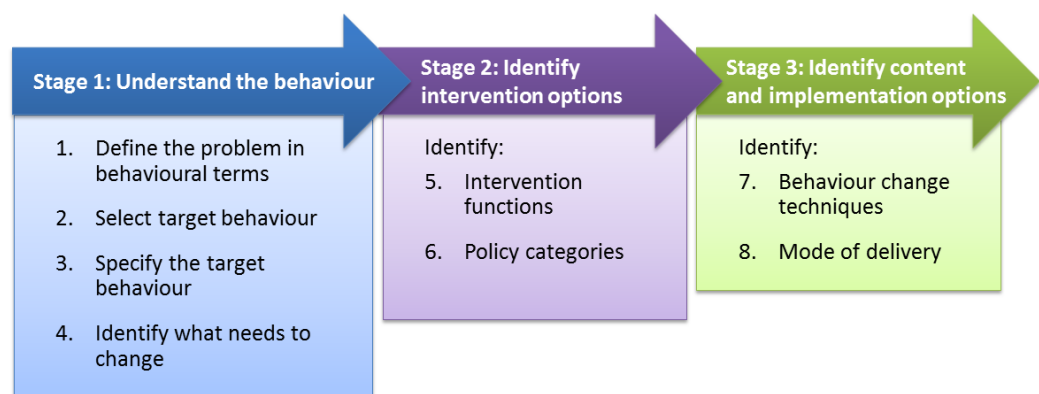 Stage 1: Understand the behaviour
1. Define the problem in
behavioural terms
2. Select target behaviour
3. Specify the target
behaviour
4. Identify what needs to
change
Stage 2: Identify
intervention options
Identify:
5. Intervention
functions
6. Policy categories
Stage 3: Identify content
and implementation options
Identify:
7. Behaviour change
techniques
8. Mode of delivery